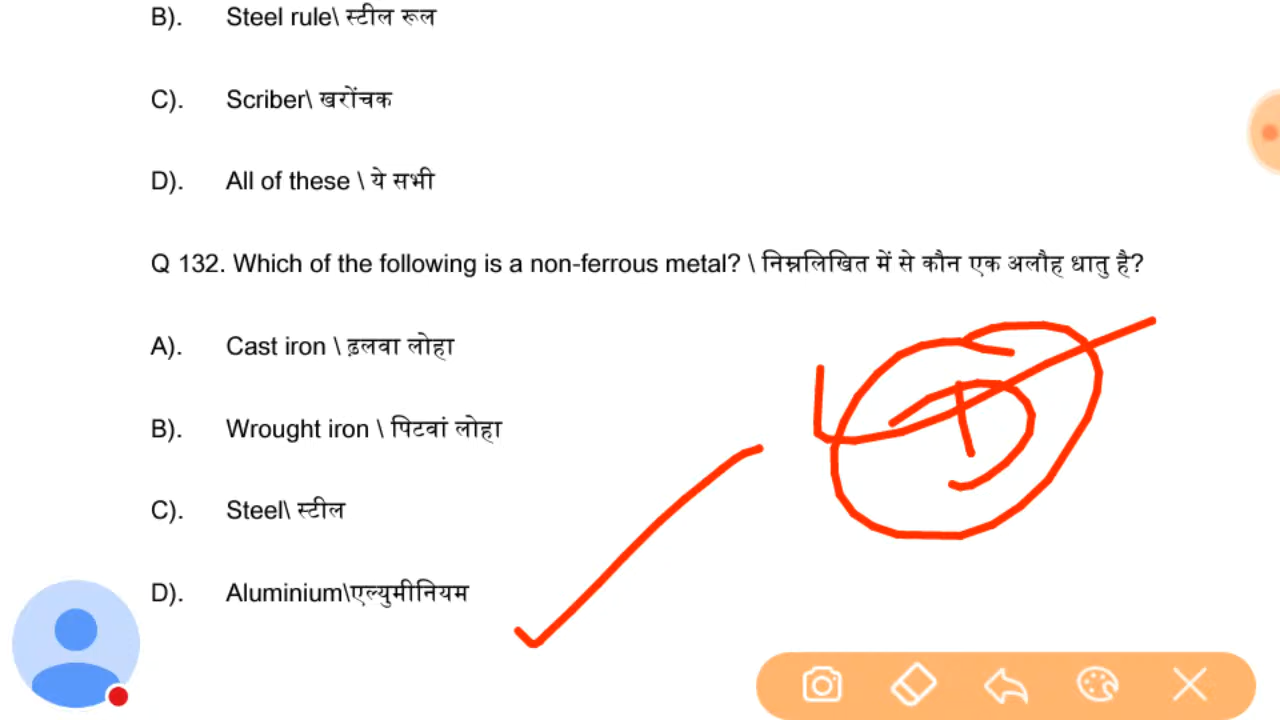 B). Steel rule\ स्टील रूल
C). Scriber\ खरोंचक
D). All of these \ ये सभी
Q 132. Which of the following is a non-ferrous metal? \ निम्नलिखित में से कौन एक अलौह धातु है?
A). Cast iron \ ढ़लवा लोहा
B). Wrought iron \ पिटवां लोहा
C). Steel\ स्टील
D). Aluminium\एल्युमीनियम
D